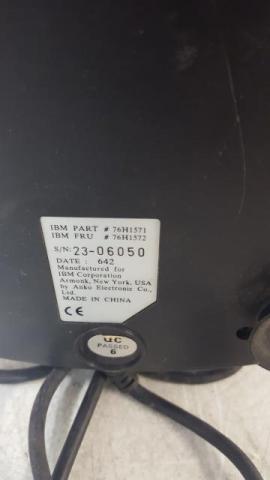 IBM PART # 76H1571
IBM FRU # 76H1572
S/N: 23-06050
DATE : 642
Manufactured for
IBM Corporation
Armonk, New York, USA
by Anko Electronic Co.,
Ltd.
MADE IN CHINA
CE
QC
PASSED
6